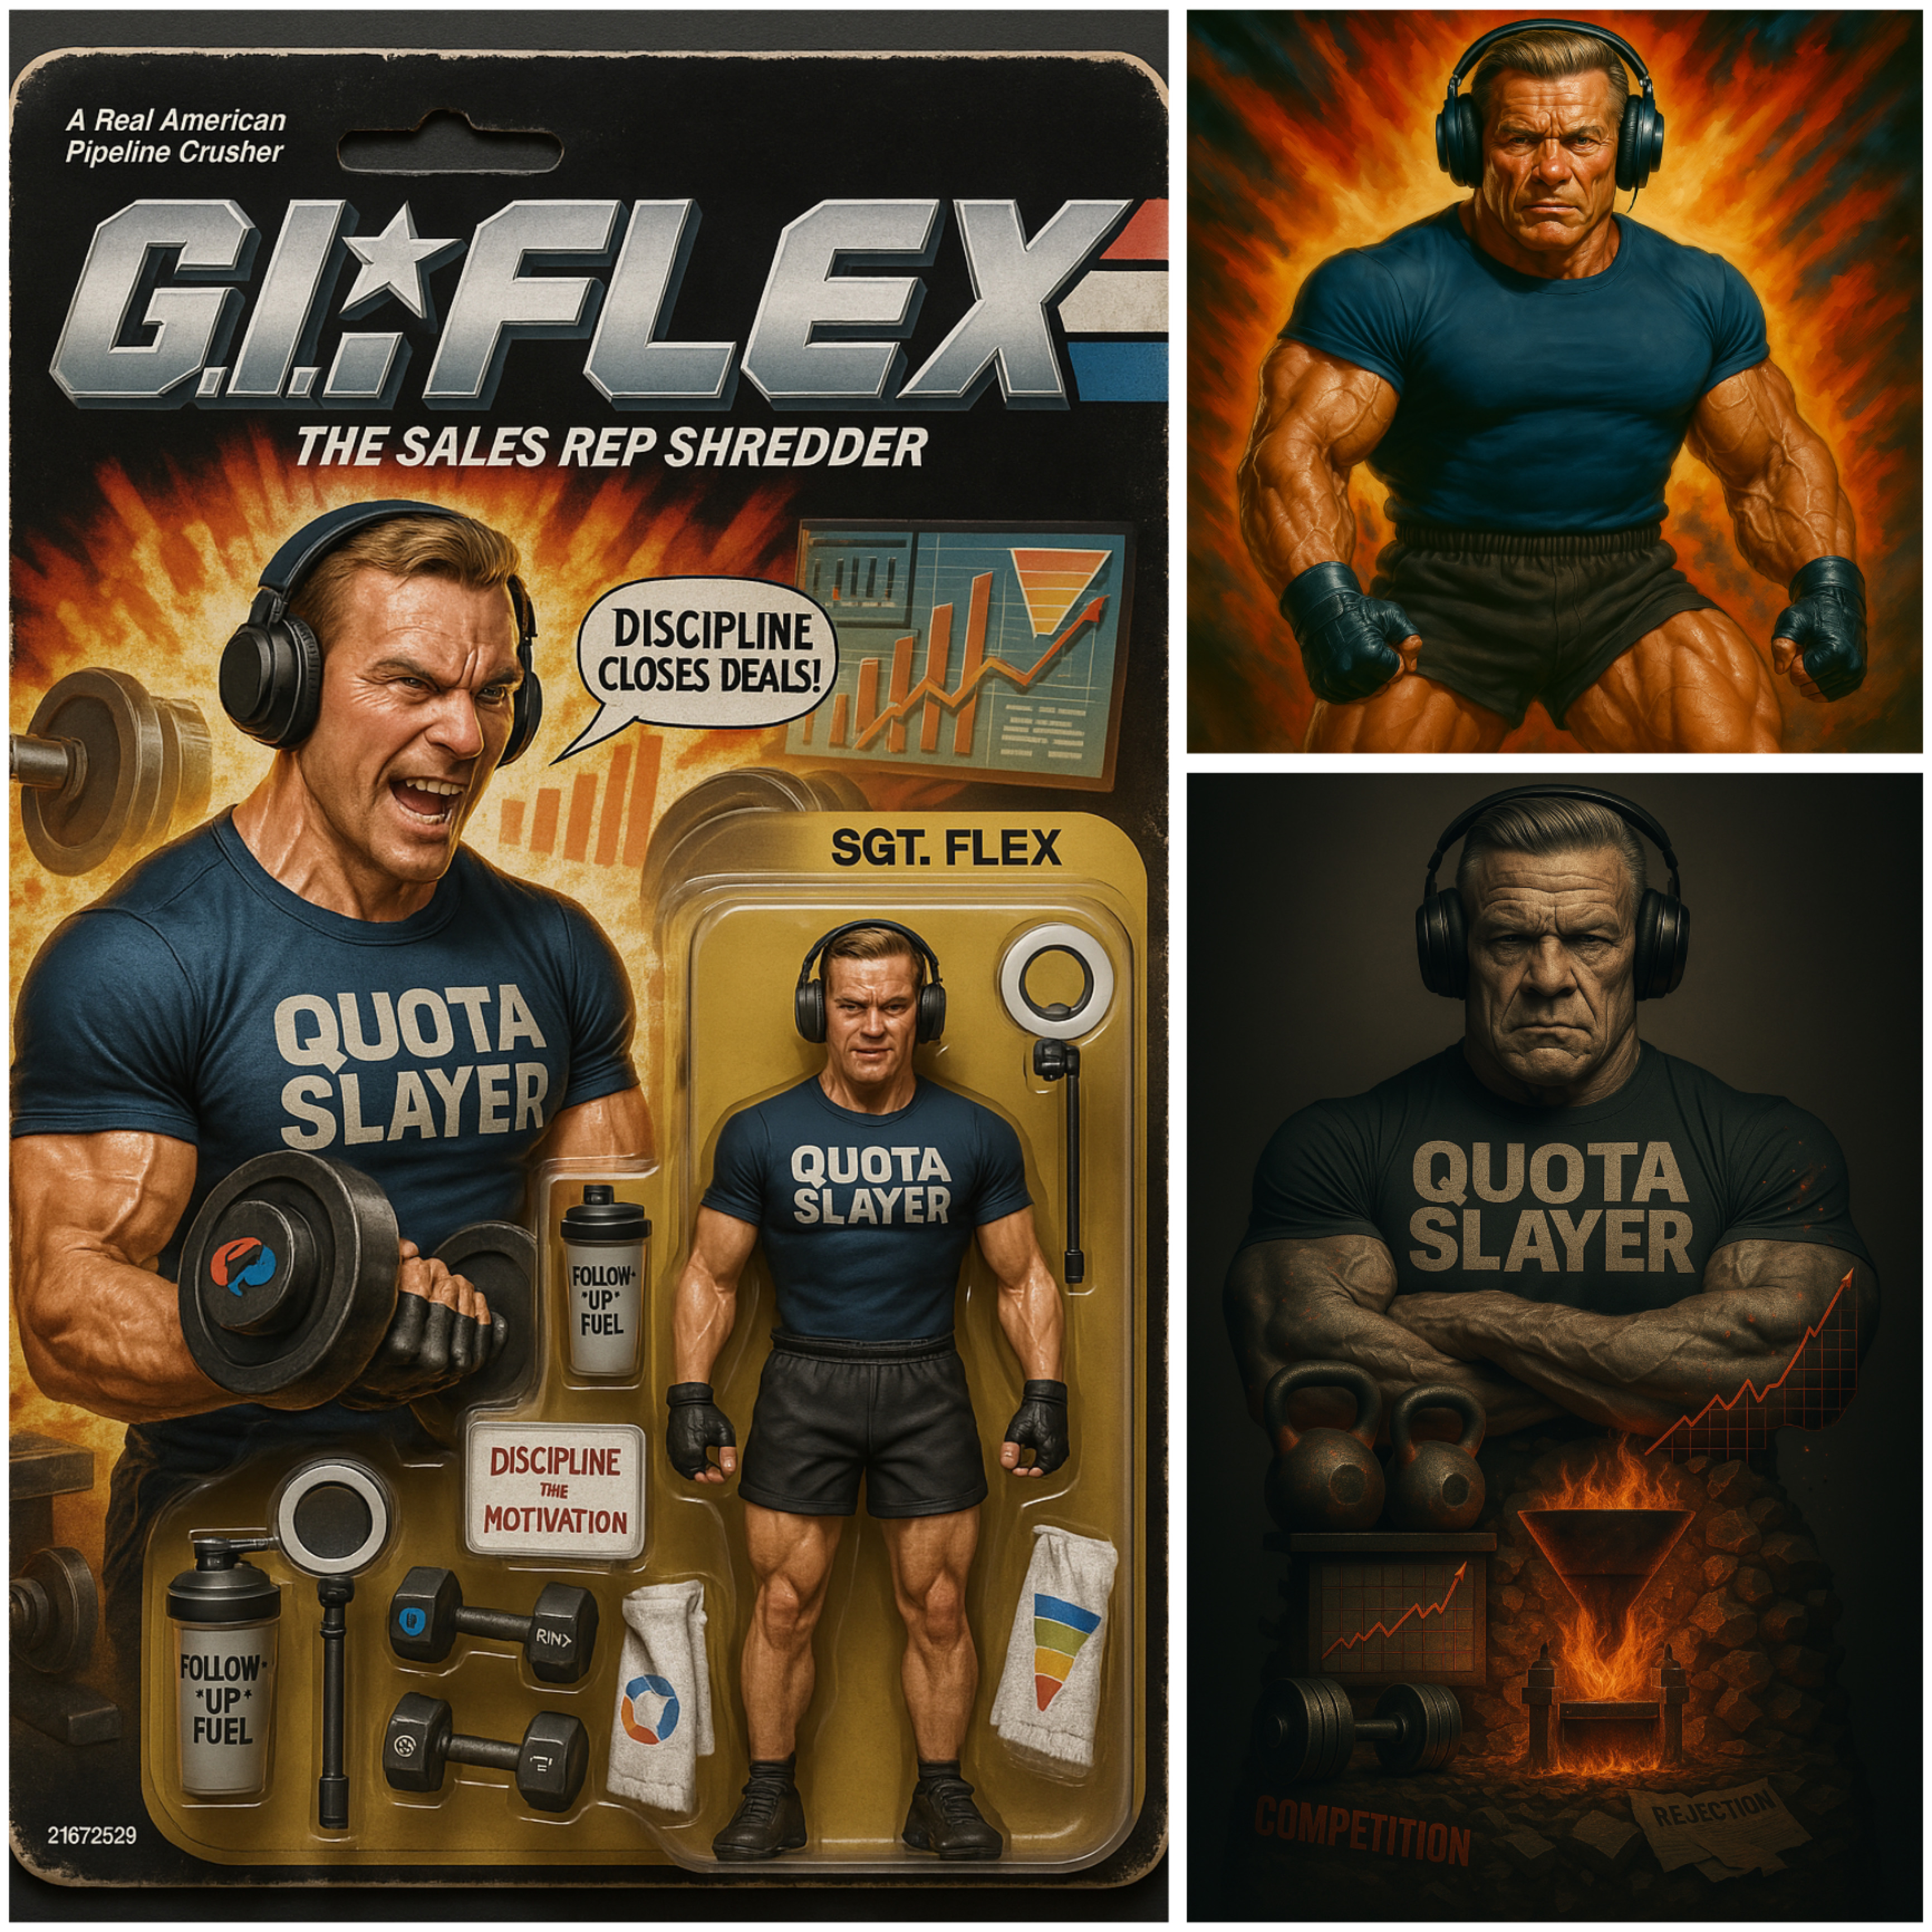 A Real American
Pipeline Crusher
G.I. FLEX
THE SALES REP SHREDDER
DISCIPLINE
CLOSES DEALS!
SGT. FLEX
QUOTA
SLAYER
QUOTA
SLAYER
FOLLOW-
*UP*
FUEL
DISCIPLINE
THE
MOTIVATION
FOLLOW-
*UP*
FUEL
21672529
QUOTA
SLAYER
COMPETITION
REJECTION